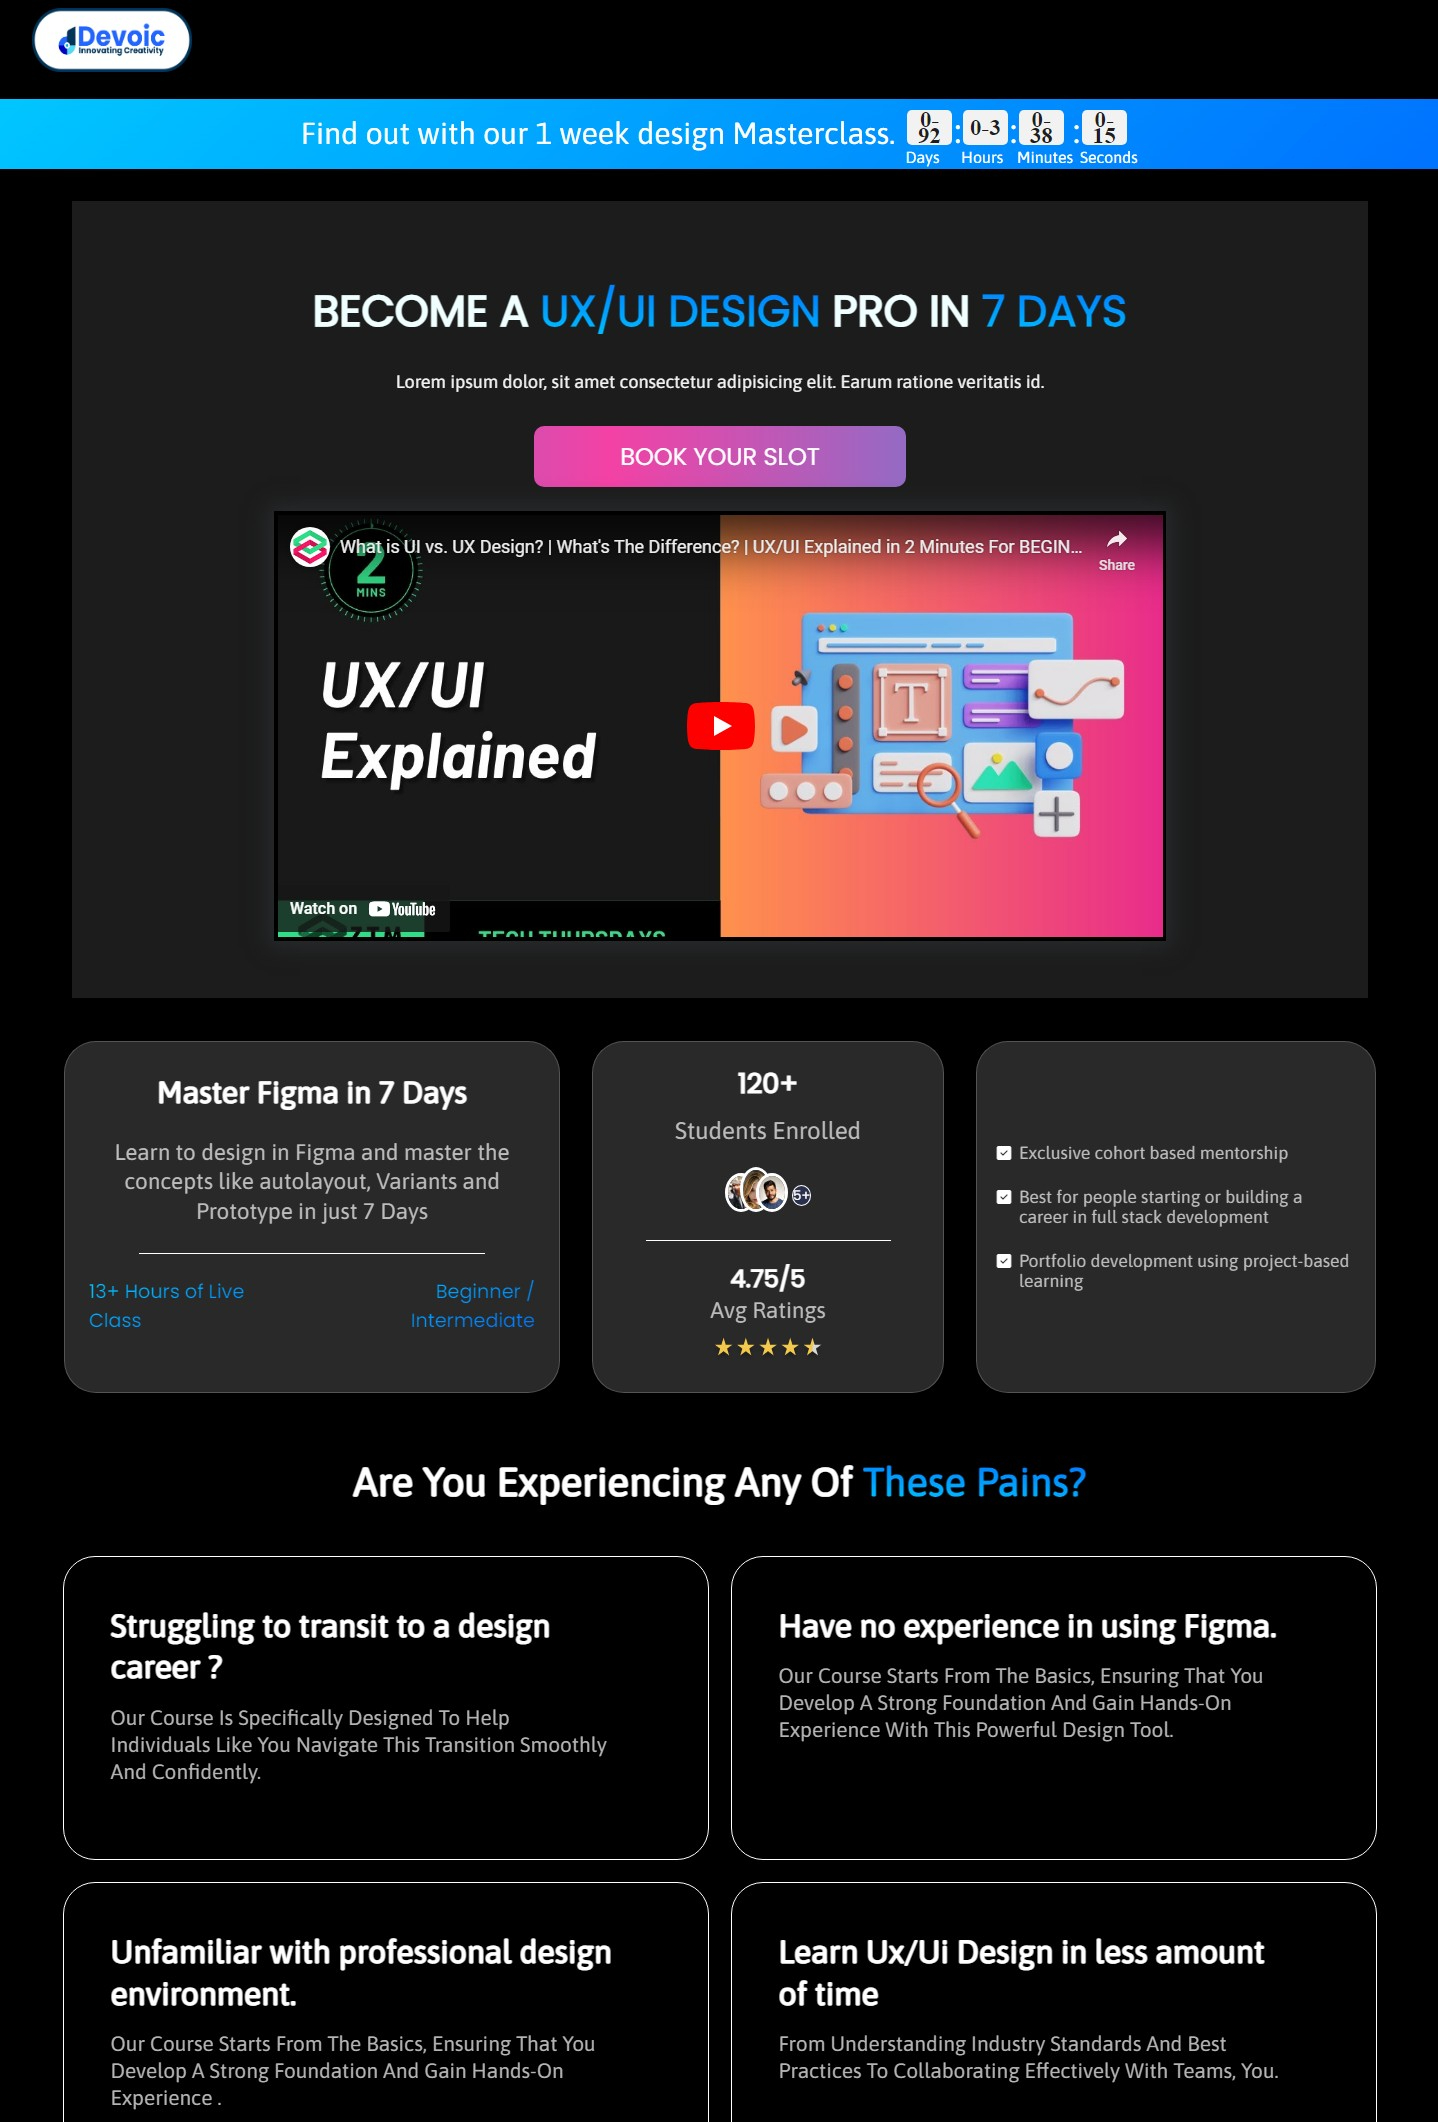 Devoic
Innovating Creativity
Find out with our 1 week design Masterclass.
0-
92
:
0-3
:
0-
38
:
0-
15
Days Hours Minutes Seconds
BECOME A UX/UI DESIGN PRO IN 7 DAYS
Lorem ipsum dolor, sit amet consectetur adipisicing elit. Earum ratione veritatis id.
BOOK YOUR SLOT
What is UI vs. UX Design? | What's The Difference? | UX/UI Explained in 2 Minutes For BEGIN...
Share
2
MINS
UX/UI
Explained
T
Watch on YouTube
ZTM
TECH THURSDAYS
Master Figma in 7 Days
Learn to design in Figma and master the
concepts like autolayout, Variants and
Prototype in just 7 Days
13+ Hours of Live
Class
Beginner /
Intermediate
120+
Students Enrolled
5+
4.75/5
Avg Ratings
Exclusive cohort based mentorship
Best for people starting or building a
career in full stack development
Portfolio development using project-based
learning
Are You Experiencing Any Of These Pains?
Struggling to transit to a design
career ?
Our Course Is Specifically Designed To Help
Individuals Like You Navigate This Transition Smoothly
And Confidently.
Have no experience in using Figma.
Our Course Starts From The Basics, Ensuring That You
Develop A Strong Foundation And Gain Hands-On
Experience With This Powerful Design Tool.
Unfamiliar with professional design
environment.
Our Course Starts From The Basics, Ensuring That You
Develop A Strong Foundation And Gain Hands-On
Experience .
Learn Ux/Ui Design in less amount
of time
From Understanding Industry Standards And Best
Practices To Collaborating Effectively With Teams, You.